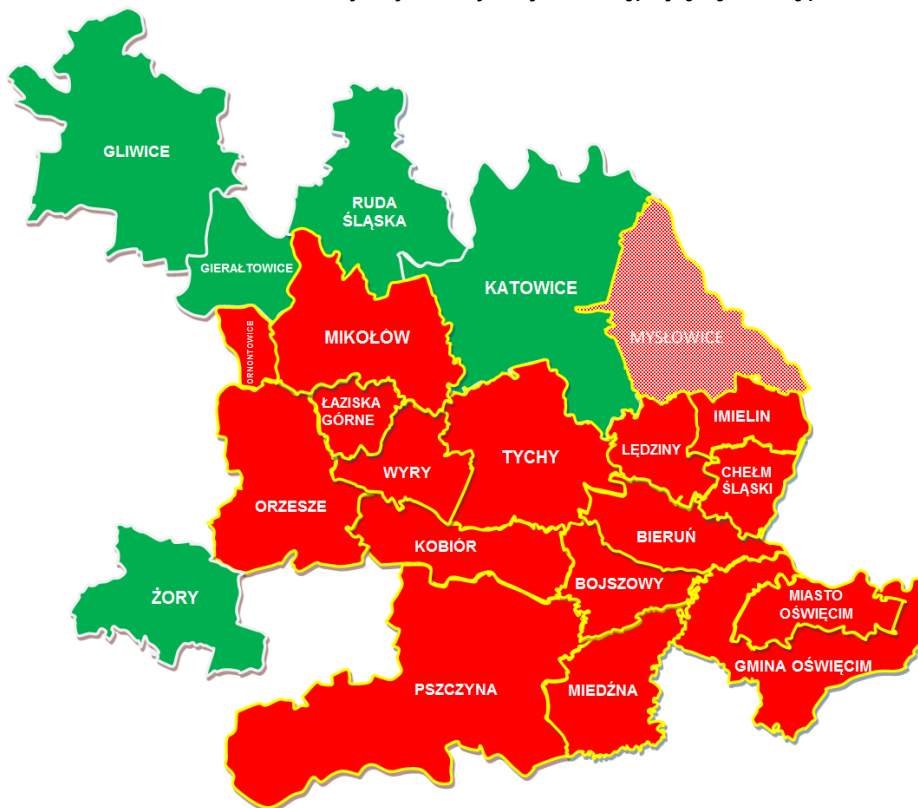 GLIWICE
RUDA
ŚLĄSKA
GIERAŁTOWICE
KATOWICE
MIKOŁÓW
MYSŁOWICE
ORNONTOWICE
ŁAZISKA
GÓRNE
IMIELIN
LĘDZINY
TYCHY
WYRY
CHEŁM
ŚLĄSKI
ORZESZE
KOBIÓR
BIERUŃ
BOJSZOWY
ŻORY
MIASTO
OŚWIĘCIM
GMINA OŚWIĘCIM
PSZCZYNA
MIEDŹNA